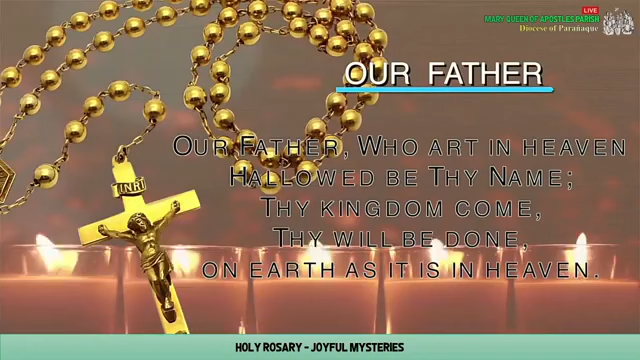 LIVE
MARY QUEEN OF APOSTLES PARISH
Diocese of Parañaque
OUR FATHER
OUR FATHER, WHO ART IN HEAVEN
HALLOWED BE THY NAME;
THY KINGDOM COME,
THY WILL BE DONE,
ON EARTH AS IT IS IN HEAVEN.
INRI
HOLY ROSARY - JOYFUL MYSTERIES